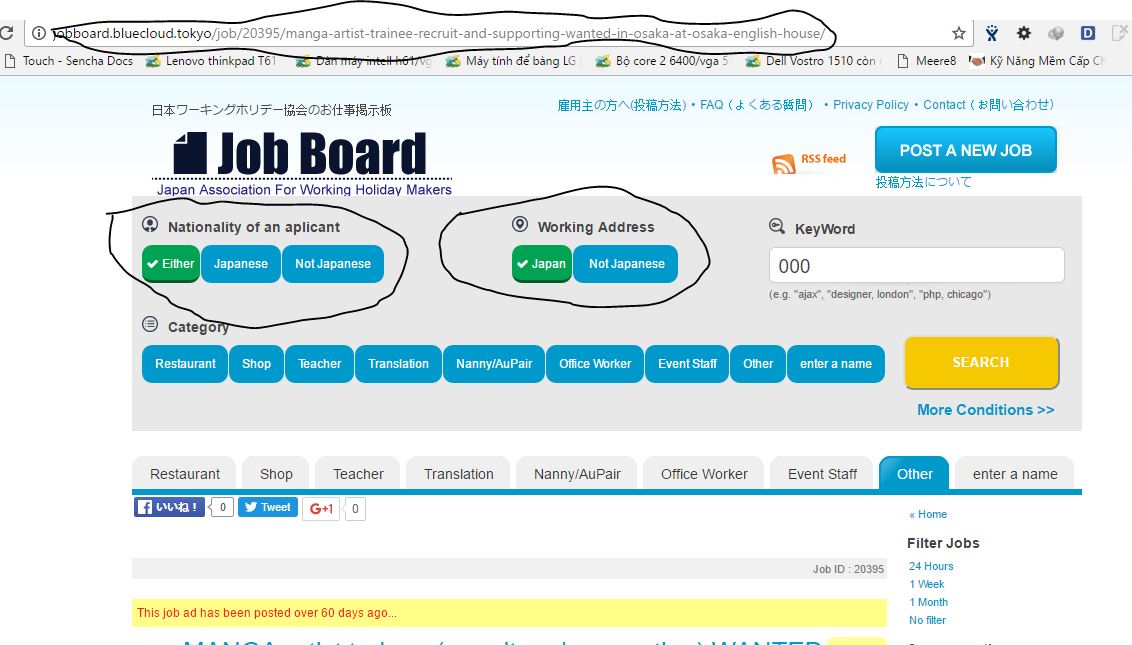 jobboard.bluecloud.tokyo/job/20395/manga-artist-trainee-recruit-and-supporting-wanted-in-osaka-at-osaka-english-house/
Touch - Sencha Docs Lenovo thinkpad T61 Dàn máy intell h61/vg Máy tính để bàng LG Bộ core 2 6400/vga 5 Dell Vostro 1510 còn Meere8 Kỹ Năng Mềm Cấp
日本ワーキングホリデー協会のお仕事掲示板
雇用主の方へ(投稿方法) • FAQ（よくある質問） • Privacy Policy • Contact（お問い合わせ）
Job Board
Japan Association For Working Holiday Makers
RSS feed
POST A NEW JOB
投稿方法について
Nationality of an aplicant
Either Japanese Not Japanese
Working Address
Japan Not Japanese
KeyWord
000
(e.g. "ajax", "designer, london", "php, chicago")
Category
Restaurant Shop Teacher Translation Nanny/AuPair Office Worker Event Staff Other enter a name
SEARCH
More Conditions >>
Restaurant Shop Teacher Translation Nanny/AuPair Office Worker Event Staff Other enter a name
いいね！ 0 Tweet G+1 0
« Home
Filter Jobs
24 Hours
1 Week
1 Month
No filter
Job ID : 20395
This job ad has been posted over 60 days ago...